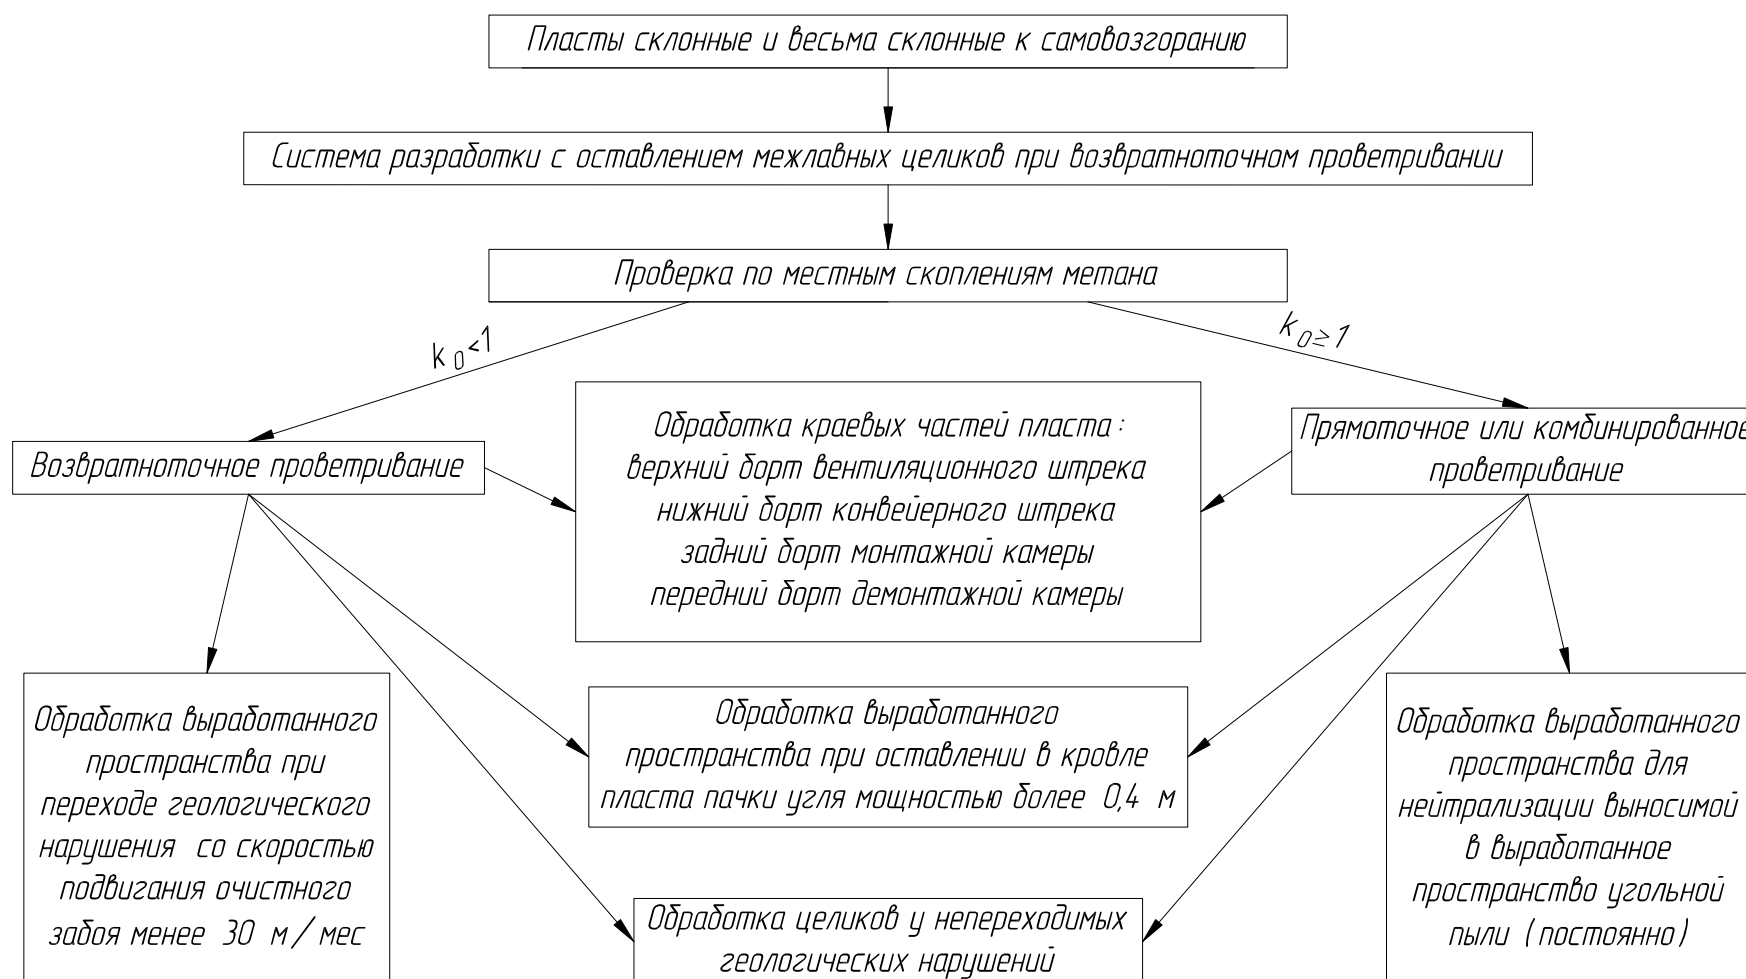 Пласты склонные и весьма склонные к самовозгоранию
Система разработки с оставлением межлавных целиков при возвратноточном проветривании
Проверка по местным скоплениям метана
k₀<1
k₀≥1
Возвратноточное проветривание
Обработка краевых частей пласта:
верхний борт вентиляционного штрека
нижний борт конвейерного штрека
задний борт монтажной камеры
передний борт демонтажной камеры
Прямоточное или комбинированное
проветривание
Обработка выработанного
пространства при
переходе геологического
нарушения со скоростью
подвигания очистного
забоя менее 30 м/мес
Обработка выработанного
пространства при оставлении в кровле
пласта пачки угля мощностью более 0,4 м
Обработка целиков у непереходимых
геологических нарушений
Обработка выработанного
пространства для
нейтрализации выносимой
в выработанное
пространство угольной
пыли (постоянно)